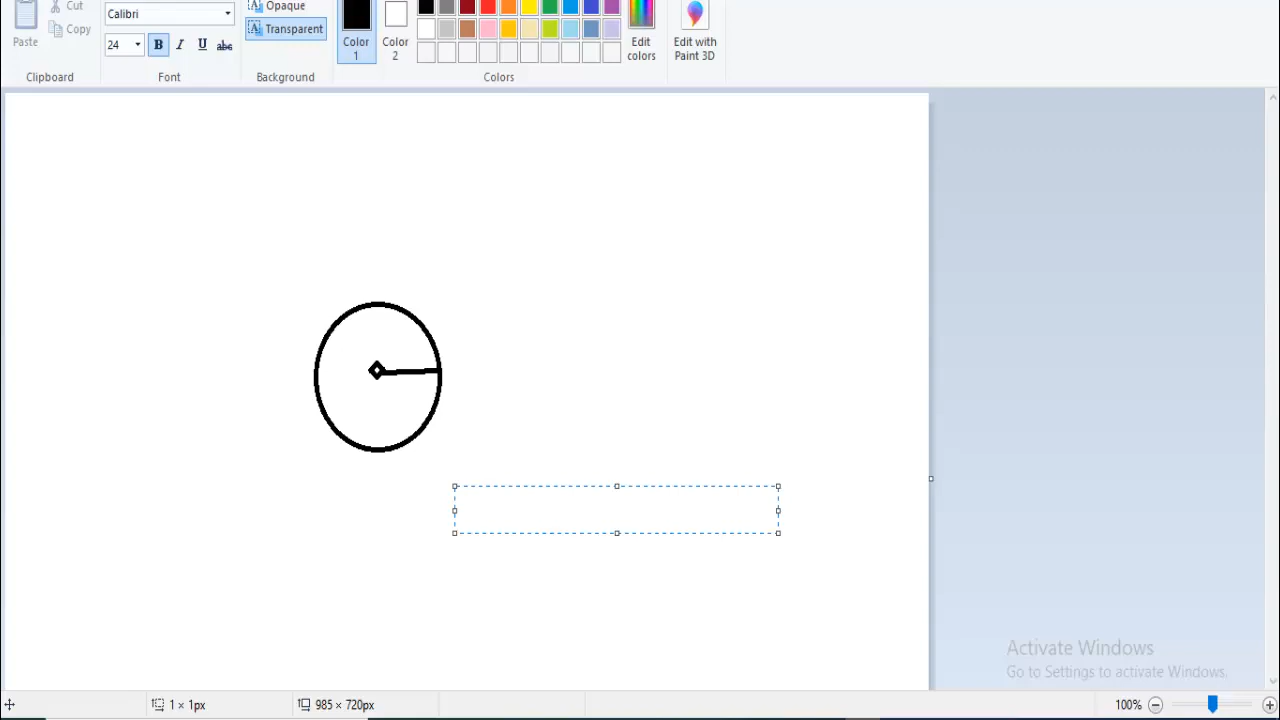 Cut
Calibri
Opaque
Paste
Copy
24
B
I
U
abc
A
Transparent
Color 1
Color 2
Edit colors
Edit with Paint 3D
Clipboard
Font
Background
Colors
Activate Windows
Go to Settings to activate Windows.
1 × 1px
985 × 720px
100%